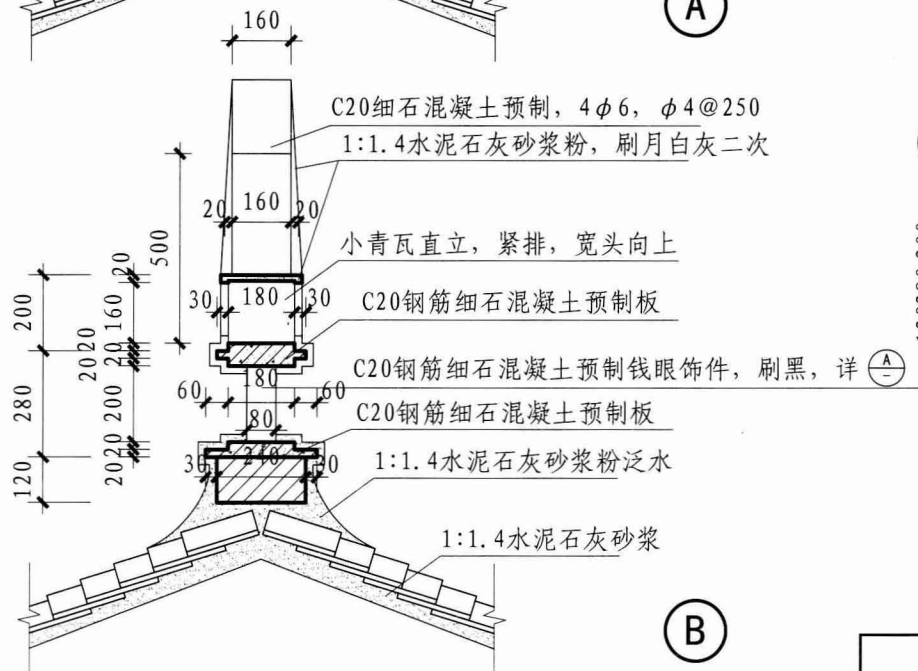 A
160
C20细石混凝土预制，4φ6，φ4@250
1:1.4水泥石灰砂浆粉，刷月白灰二次
20 160 20
500
小青瓦直立，紧排，宽头向上
200
20
160
30 180 30
C20钢筋细石混凝土预制板
20
20
20
C20钢筋细石混凝土预制钱眼饰件，刷黑，详 A
-
180
60 60
280
200
80
C20钢筋细石混凝土预制板
20
20
30 240 30
120
1:1.4水泥石灰砂浆粉泛水
1:1.4水泥石灰砂浆
B